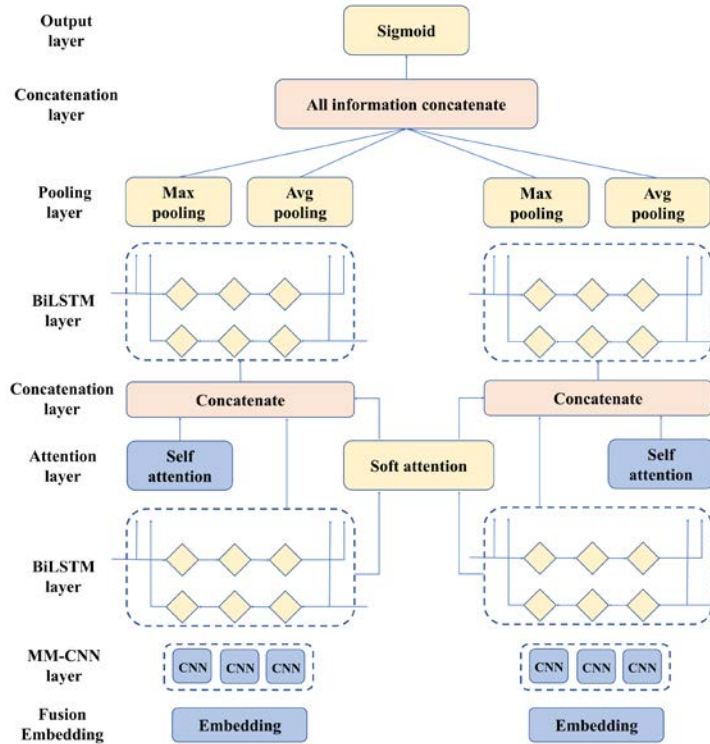 Output
layer
Sigmoid
Concatenation
layer
All information concatenate
Pooling
layer
Max
pooling
Avg
pooling
Max
pooling
Avg
pooling
BiLSTM
layer
Concatenation
layer
Concatenate
Concatenate
Attention
layer
Self
attention
Soft attention
Self
attention
BiLSTM
layer
MM-CNN
layer
CNN
CNN
CNN
CNN
CNN
CNN
Fusion
Embedding
Embedding
Embedding